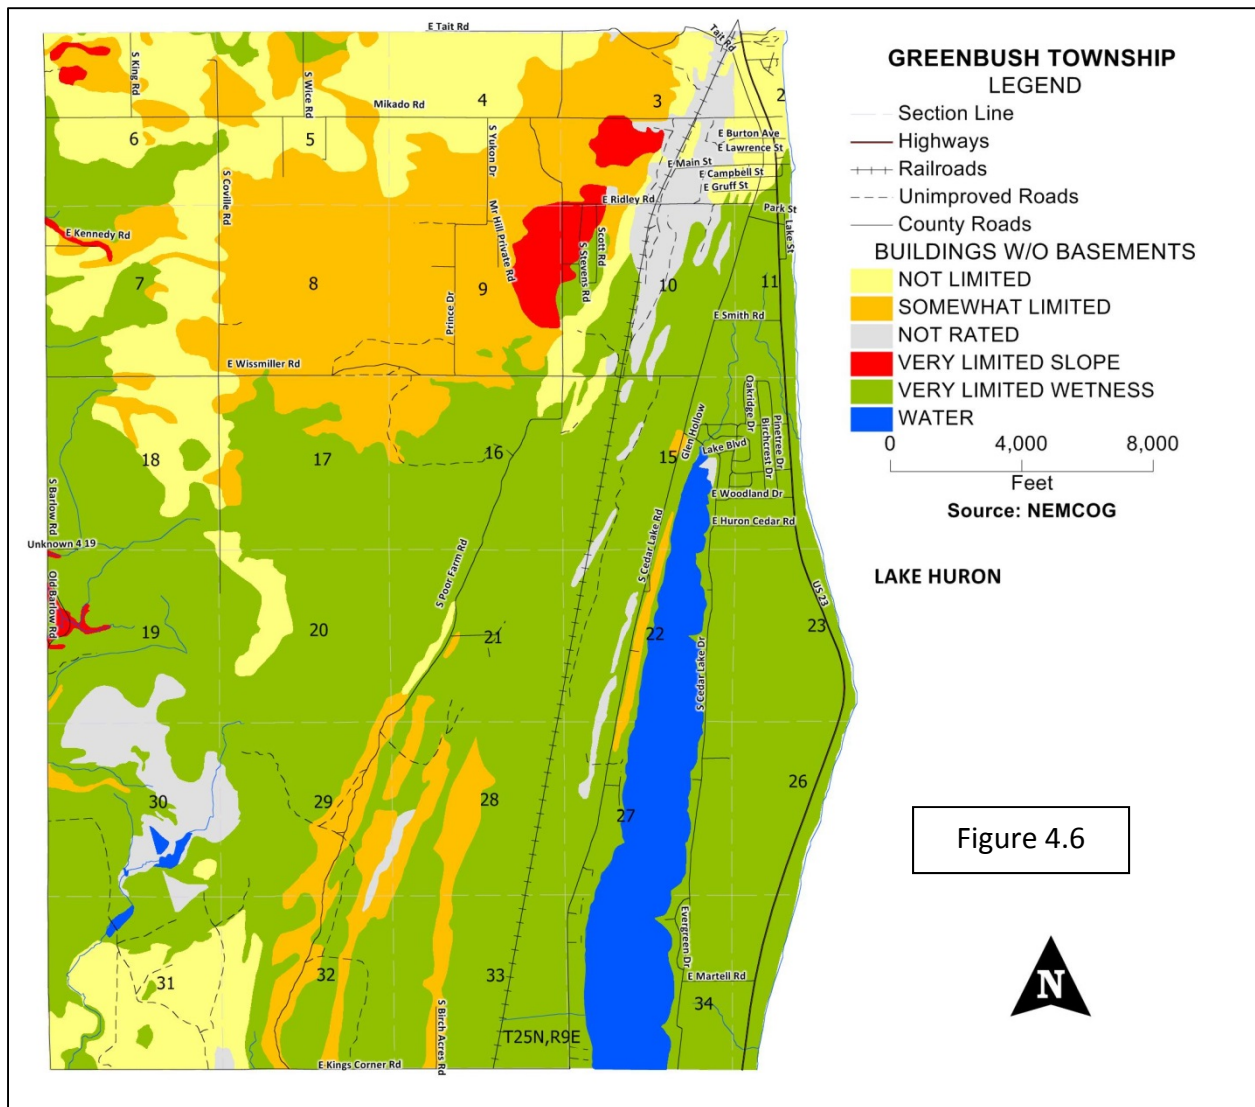 E Tait Rd
Tait Rd
S King Rd
S Wice Rd
Mikado Rd
4
3
2
6
5
S Yukon Dr
E Burton Ave
E Lawrence St
E Main St
E Campbell St
E Gruff St
S Coville Rd
E Ridley Rd
Park St
Lake St
E Kennedy Rd
Mr Hill Private Rd
Scott Rd
S Stevens Rd
7
8
9
10
11
Prince Dr
E Smith Rd
E Wissmiller Rd
Oakridge Dr
Birchcrest Dr
Pinetree Dr
Glen Hollow
Lake Blvd
18
17
16
15
S Barlow Rd
E Woodland Dr
E Huron Cedar Rd
Unknown 4 19
Old Barlow Rd
S Poor Farm Rd
S Cedar Lake Rd
US 23
19
20
21
22
23
S Cedar Lake Dr
30
29
28
27
26
Evergreen Dr
31
32
33
E Martell Rd
34
S Birch Acres Rd
T25N,R9E
E Kings Corner Rd
GREENBUSH TOWNSHIP
LEGEND
Section Line
Highways
Railroads
Unimproved Roads
County Roads
BUILDINGS W/O BASEMENTS
NOT LIMITED
SOMEWHAT LIMITED
NOT RATED
VERY LIMITED SLOPE
VERY LIMITED WETNESS
WATER
0 4,000 8,000
Feet
Source: NEMCOG
LAKE HURON
Figure 4.6
N